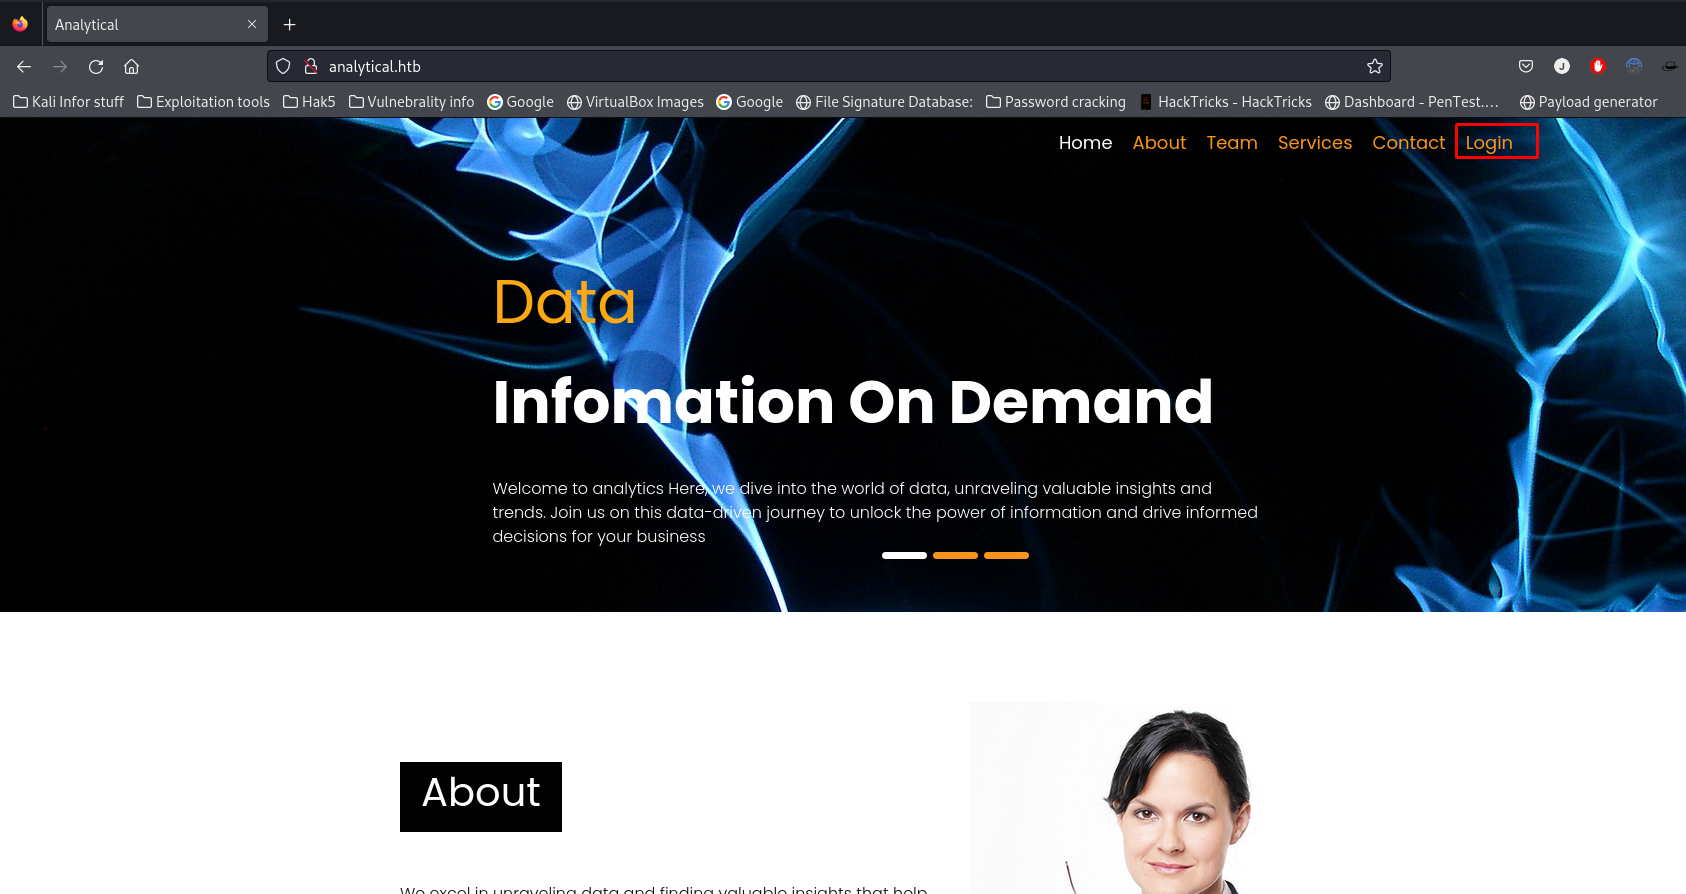 Analytical
analytical.htb
Kali Infor stuff Exploitation tools Hak5 Vulnebrality info Google VirtualBox Images Google File Signature Database: Password cracking HackTricks - HackTricks Dashboard - PenTest.... Payload generator
Home About Team Services Contact Login
Data
Infomation On Demand
Welcome to analytics Here, we dive into the world of data, unraveling valuable insights and
trends. Join us on this data-driven journey to unlock the power of information and drive informed
decisions for your business
About
We excel in unraveling data and finding valuable insights that help